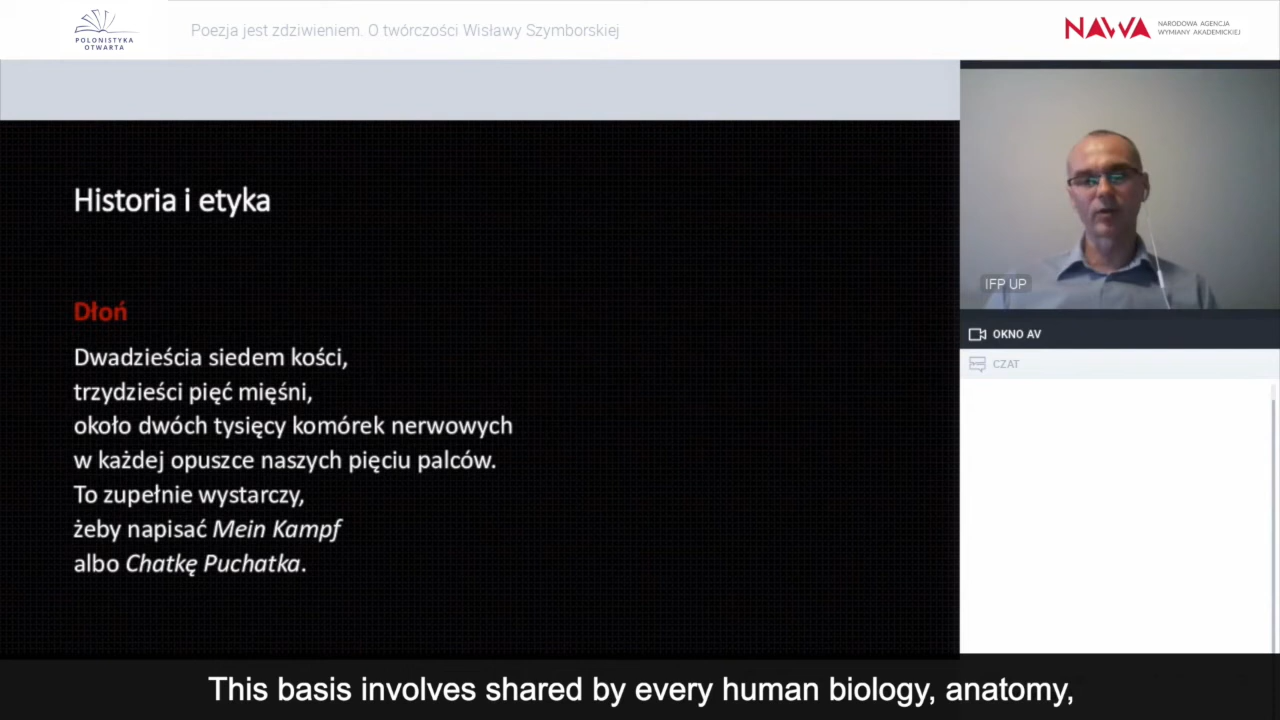 POLONISTYKA
OTWARTA
Poezja jest zdziwieniem. O twórczości Wisławy Szymborskiej
NAWA
NARODOWA AGENCJA
WYMIANY AKADEMICKIEJ
Historia i etyka
Dłoń
Dwadzieścia siedem kości,
trzydzieści pięć mięśni,
około dwóch tysięcy komórek nerwowych
w każdej opuszce naszych pięciu palców.
To zupełnie wystarczy,
żeby napisać Mein Kampf
albo Chatkę Puchatka.
IFP UP
OKNO AV
CZAT
This basis involves shared by every human biology, anatomy,